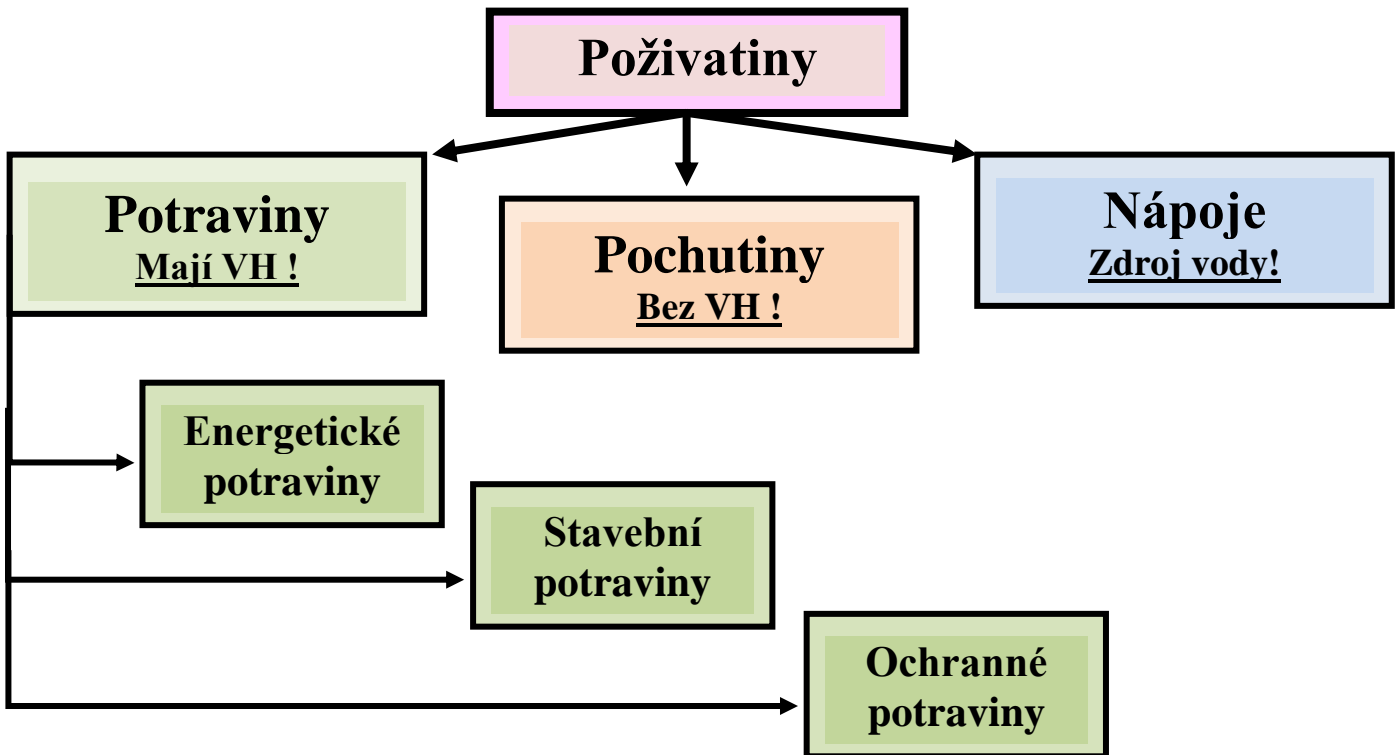 Poživatiny
Potraviny
Mají VH !
Pochutiny
Bez VH !
Nápoje
Zdroj vody!
Energetické
potraviny
Stavební
potraviny
Ochranné
potraviny